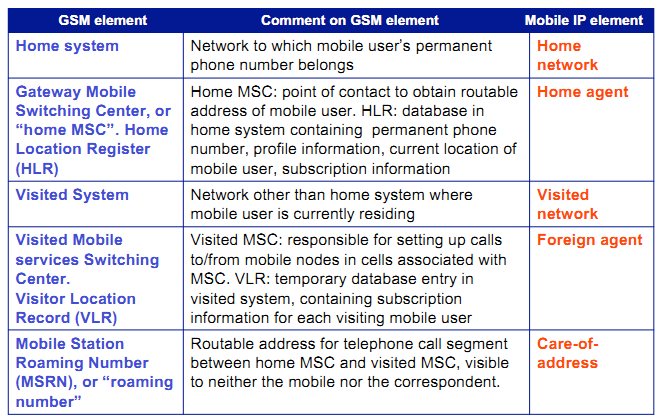 GSM element Comment on GSM element Mobile IP element
Home system Network to which mobile user's permanent Home
phone number belongs network
Gateway Mobile Home MSC: point of contact to obtain routable Home agent
Switching Center, or address of mobile user. HLR: database in
“home MSC”. Home home system containing permanent phone
Location Register number, profile information, current location of
(HLR) mobile user, subscription information
Visited System Network other than home system where Visited
mobile user is currently residing network
Visited Mobile Visited MSC: responsible for setting up calls Foreign agent
services Switching to/from mobile nodes in cells associated with
Center. MSC. VLR: temporary database entry in
Visitor Location visited system, containing subscription
Record (VLR) information for each visiting mobile user
Mobile Station Routable address for telephone call segment Care-of-
Roaming Number between home MSC and visited MSC, visible address
(MSRN), or “roaming to neither the mobile nor the correspondent.
number”